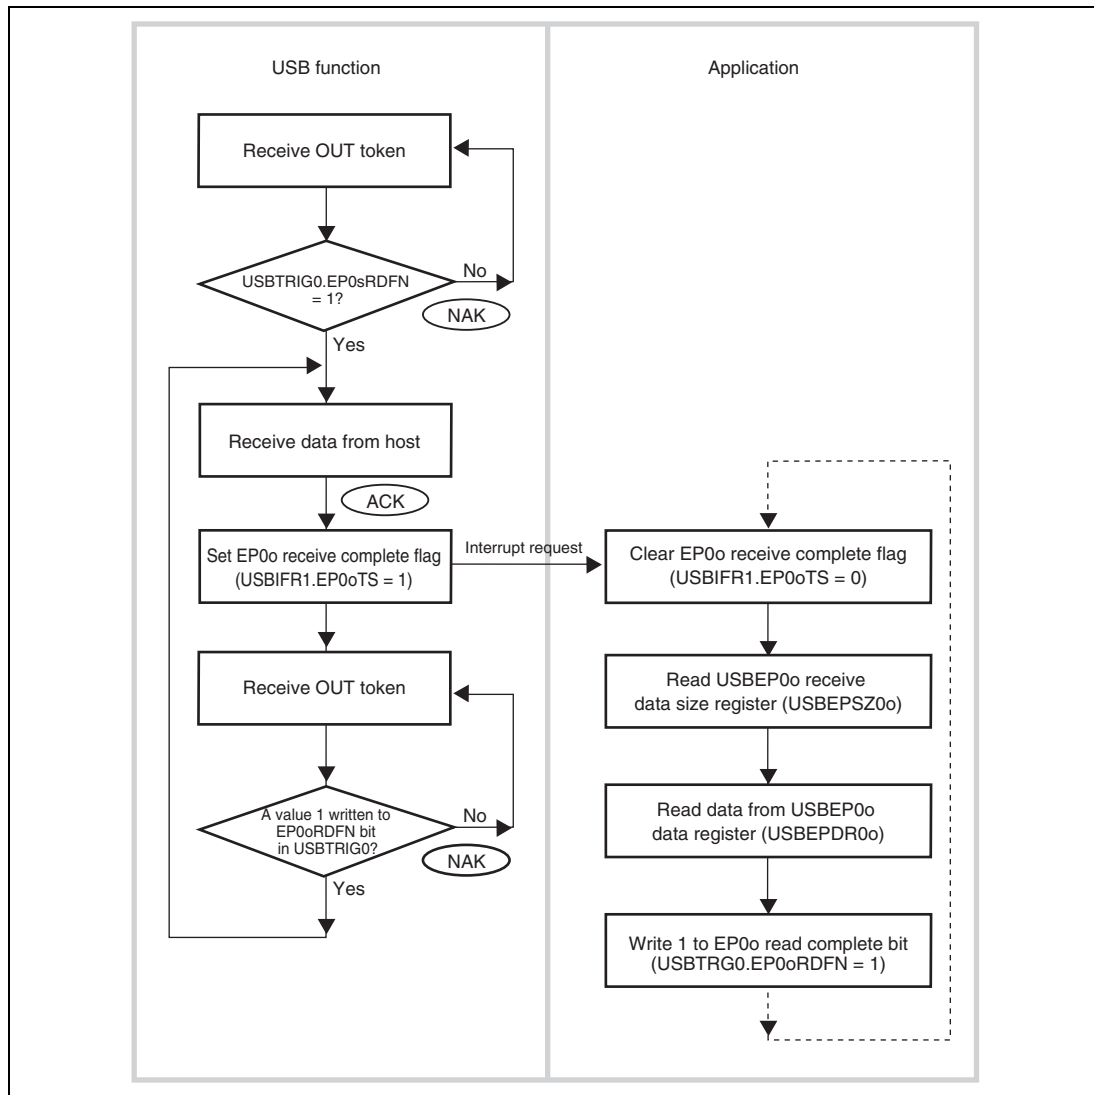 USB function
Application
Receive OUT token
USBTRIG0.EP0sRDFN
= 1?
No
NAK
Yes
Receive data from host
ACK
Set EP0o receive complete flag
(USBIFR1.EP0oTS = 1)
Interrupt request
Clear EP0o receive complete flag
(USBIFR1.EP0oTS = 0)
Receive OUT token
Read USBEP0o receive
data size register (USBEPSZ0o)
A value 1 written to
EP0oRDFN bit
in USBTRIG0?
No
NAK
Yes
Read data from USBEP0o
data register (USBEPDR0o)
Write 1 to EP0o read complete bit
(USBTRG0.EP0oRDFN = 1)